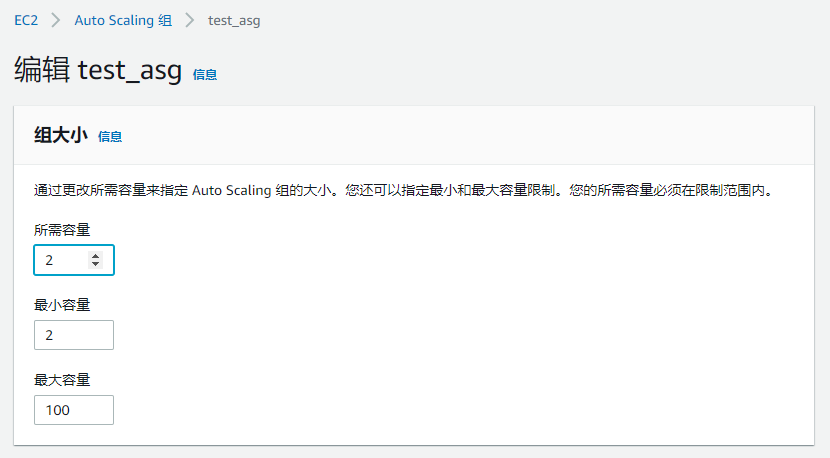 EC2 > Auto Scaling 组 > test_asg
编辑 test_asg 信息
组大小 信息
通过更改所需容量来指定 Auto Scaling 组的大小。您还可以指定最小和最大容量限制。您的所需容量必须在限制范围内。
所需容量
2
最小容量
2
最大容量
100